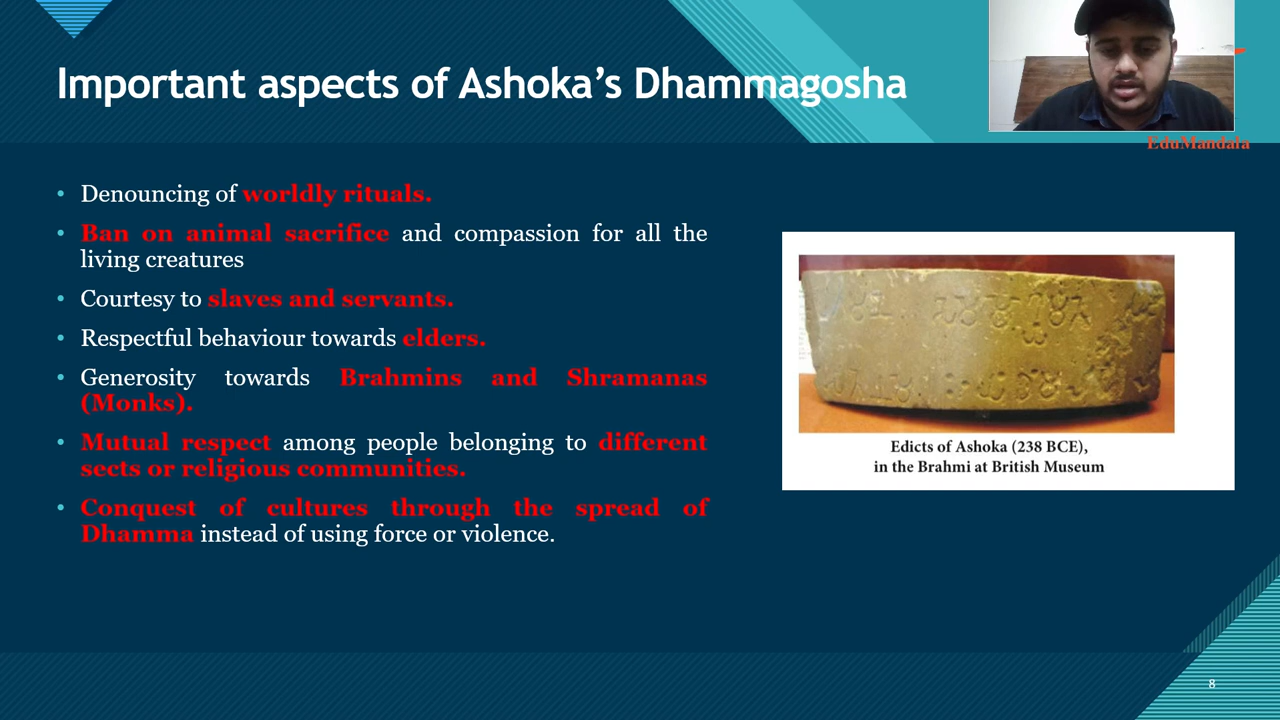 Important aspects of Ashoka’s Dhammagosha
EduMandala
• Denouncing of worldly rituals.
• Ban on animal sacrifice and compassion for all the
living creatures
• Courtesy to slaves and servants.
• Respectful behaviour towards elders.
• Generosity towards Brahmins and Shramanas
(Monks).
• Mutual respect among people belonging to different
sects or religious communities.
• Conquest of cultures through the spread of
Dhamma instead of using force or violence.
Edicts of Ashoka (238 BCE),
in the Brahmi at British Museum
8